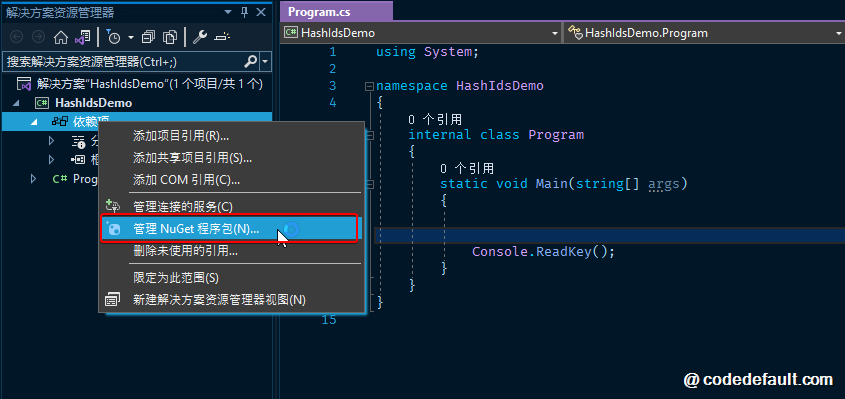 解决方案资源管理器
搜索解决方案资源管理器(Ctrl+;)
解决方案"HashIdsDemo"(1 个项目/共 1 个)
C# HashIdsDemo
依赖项
C# Prog
添加项目引用(R)...
添加共享项目引用(S)...
添加 COM 引用(C)...
管理连接的服务(C)
管理 NuGet 程序包(N)...
删除未使用的引用...
限定为此范围(S)
新建解决方案资源管理器视图(N)
Program.cs
C# HashIdsDemo
HashIdsDemo.Program
1 using System;
2
3 namespace HashIdsDemo
4 {
0 个引用
internal class Program
{
0 个引用
static void Main(string[] args)
{
Console.ReadKey();
}
}
}
15
@ codedefault.com